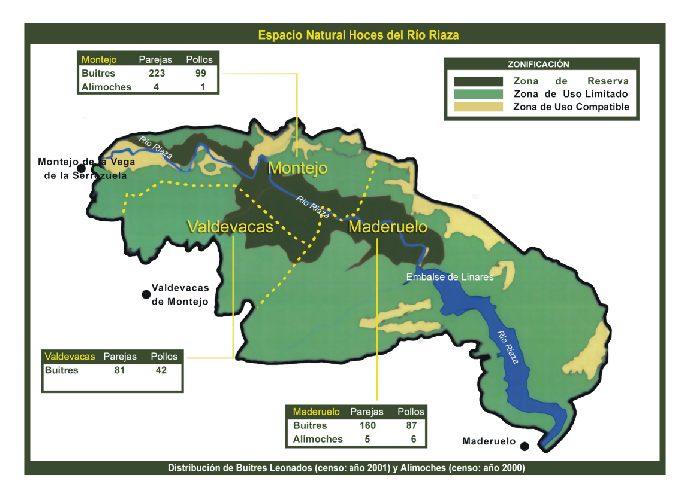 Espacio Natural Hoces del Río Riaza
Montejo Parejas Pollos
Buitres 223 99
Alimoches 4 1
ZONIFICACIÓN
Zona de Reserva
Zona de Uso Limitado
Zona de Uso Compatible
Río Riaza
Montejo de la Vega
de la Serrezuela
Montejo
Río Riaza
Valdevacas
Maderuelo
Embalse de Linares
Valdevacas
de Montejo
Río Riaza
Valdevacas Parejas Pollos
Buitres 81 42
Maderuelo Parejas Pollos
Buitres 160 87
Alimoches 5 6
Maderuelo
Distribución de Buitres Leonados (censo: año 2001) y Alimoches (censo: año 2000)